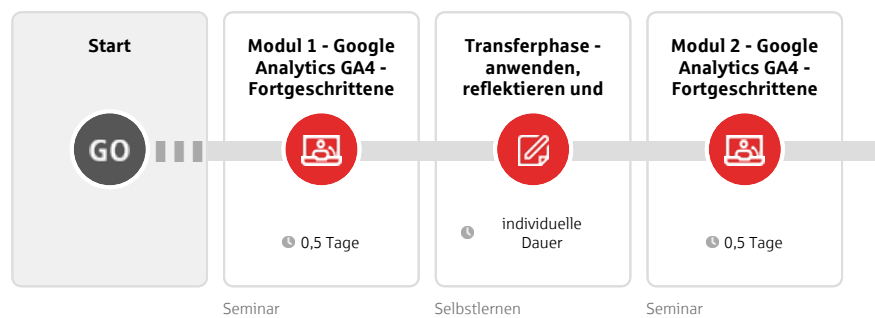 Start
GO
Modul 1 - Google
Analytics GA4 -
Fortgeschrittene
0,5 Tage
Seminar
Transferphase -
anwenden,
reflektieren und
individuelle
Dauer
Selbstlernen
Modul 2 - Google
Analytics GA4 -
Fortgeschrittene
0,5 Tage
Seminar